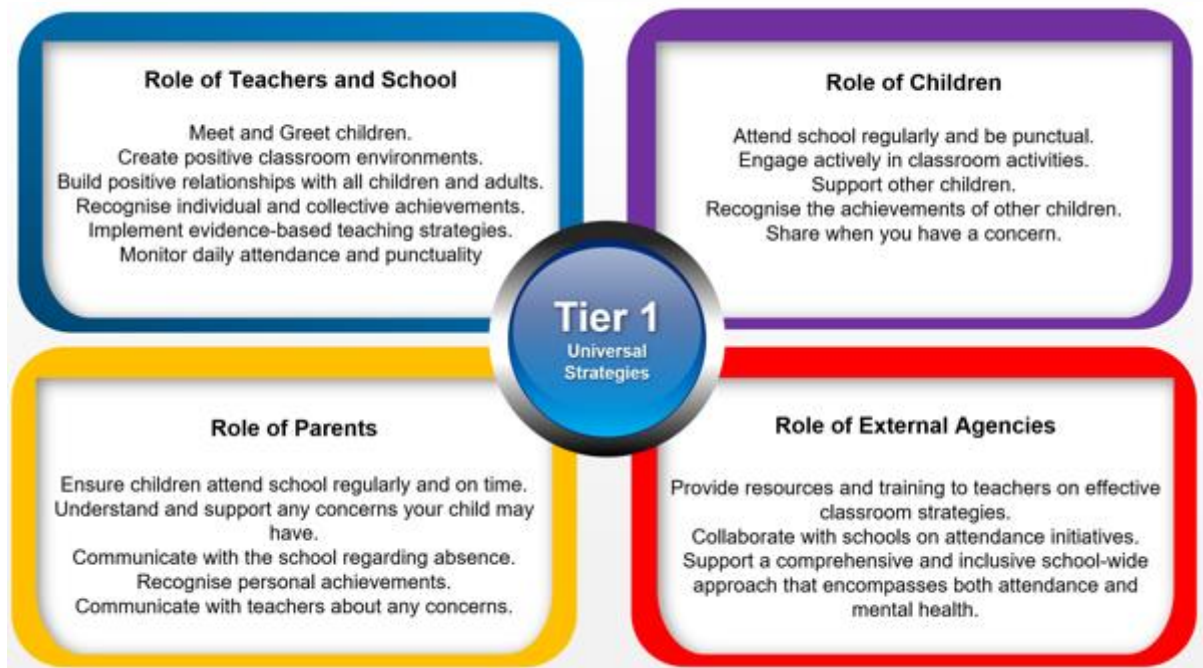 Role of Teachers and School
Meet and Greet children.
Create positive classroom environments.
Build positive relationships with all children and adults.
Recognise individual and collective achievements.
Implement evidence-based teaching strategies.
Monitor daily attendance and punctuality
Role of Children
Attend school regularly and be punctual.
Engage actively in classroom activities.
Support other children.
Recognise the achievements of other children.
Share when you have a concern.
Tier 1
Universal
Strategies
Role of Parents
Ensure children attend school regularly and on time.
Understand and support any concerns your child may
have.
Communicate with the school regarding absence.
Recognise personal achievements.
Communicate with teachers about any concerns.
Role of External Agencies
Provide resources and training to teachers on effective
classroom strategies.
Collaborate with schools on attendance initiatives.
Support a comprehensive and inclusive school-wide
approach that encompasses both attendance and
mental health.